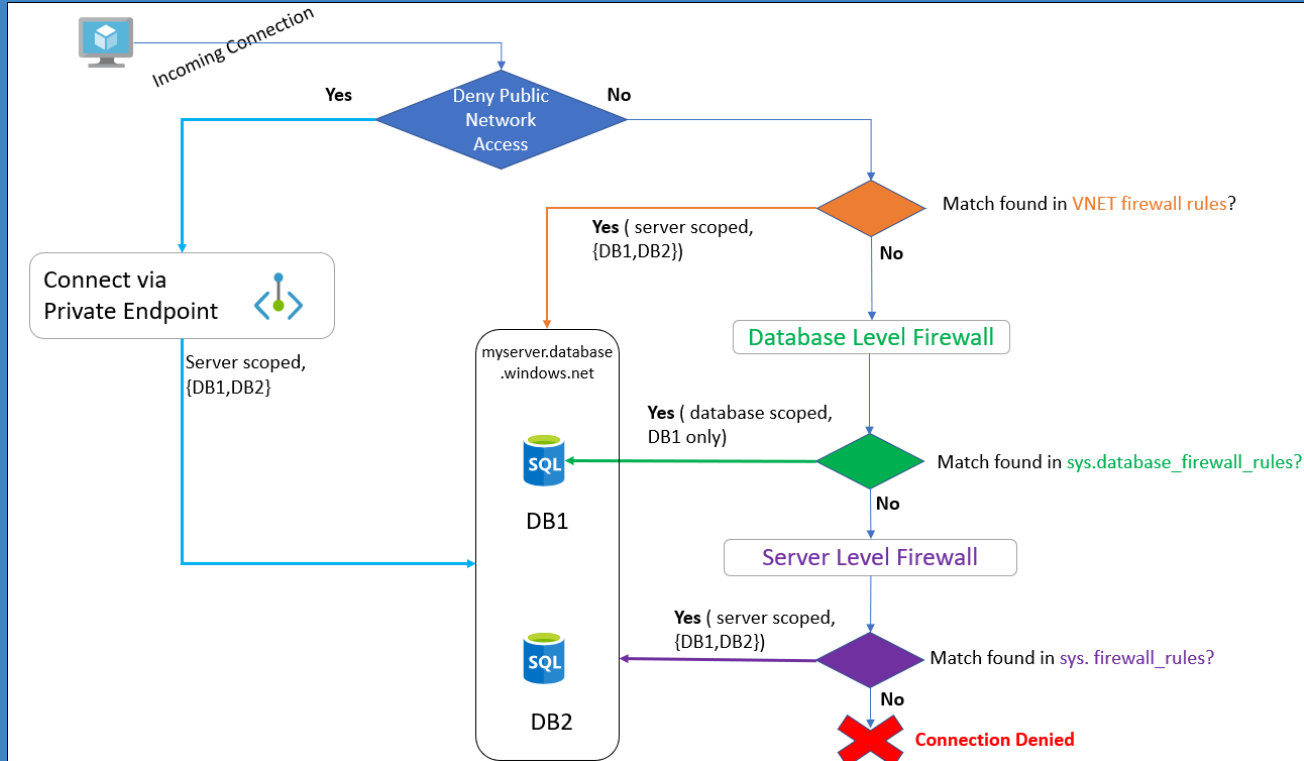 Incoming Connection
Yes
Deny Public
Network
Access
No
Match found in VNET firewall rules?
Yes ( server scoped,
{DB1,DB2})
No
Connect via
Private Endpoint
Server scoped,
{DB1,DB2}
myserver.database
.windows.net
Database Level Firewall
Yes ( database scoped,
DB1 only)
SQL
DB1
Match found in sys.database_firewall_rules?
No
Server Level Firewall
Yes ( server scoped,
{DB1,DB2})
SQL
DB2
Match found in sys. firewall_rules?
No
Connection Denied